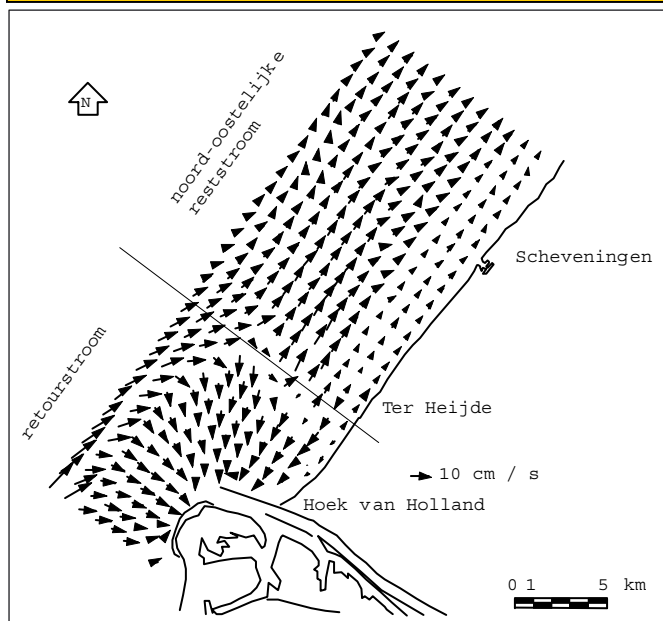 N
noord-oostelijke
reststroom
Scheveningen
retourstroom
Ter Heijde
10 cm / s
Hoek van Holland
0 1 5 km